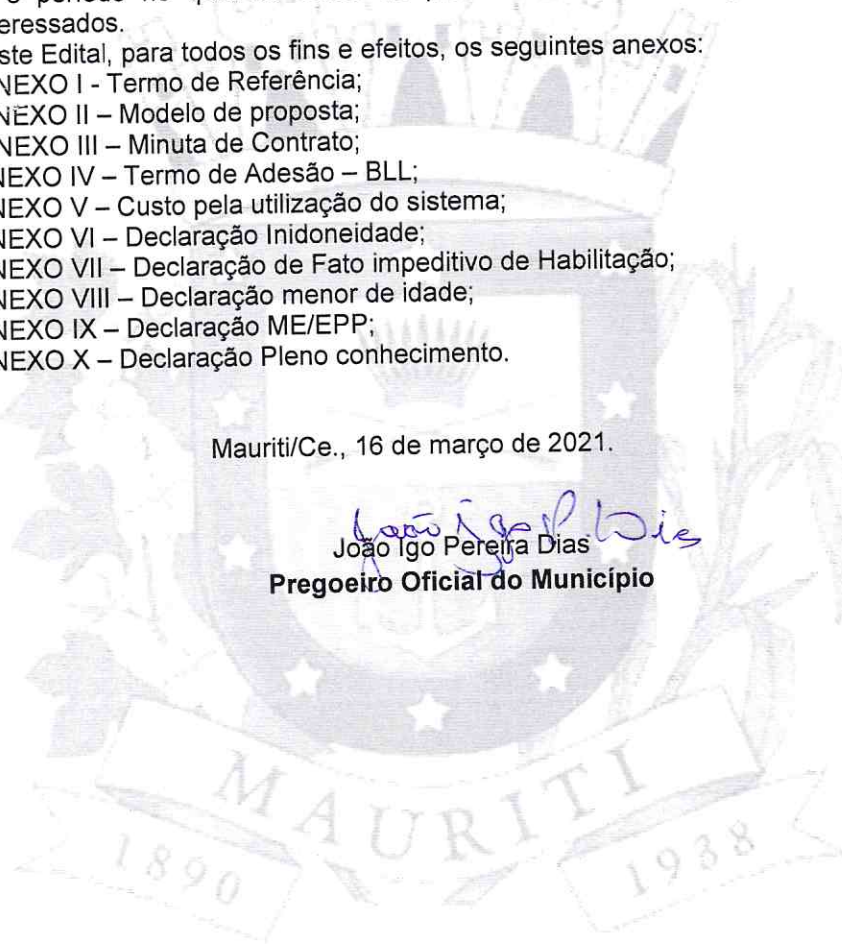 eressados.
ste Edital, para todos os fins e efeitos, os seguintes anexos:
NEXO I - Termo de Referência;
NEXO II – Modelo de proposta;
NEXO III – Minuta de Contrato;
NEXO IV – Termo de Adesão – BLL;
NEXO V – Custo pela utilização do sistema;
NEXO VI – Declaração Inidoneidade;
NEXO VII – Declaração de Fato impeditivo de Habilitação;
NEXO VIII – Declaração menor de idade;
NEXO IX – Declaração ME/EPP;
NEXO X – Declaração Pleno conhecimento.
Mauriti/Ce., 16 de março de 2021.
João Igo P. Dias
João Igo Pereira Dias
Pregoeiro Oficial do Município
MAURITI
1890
1938